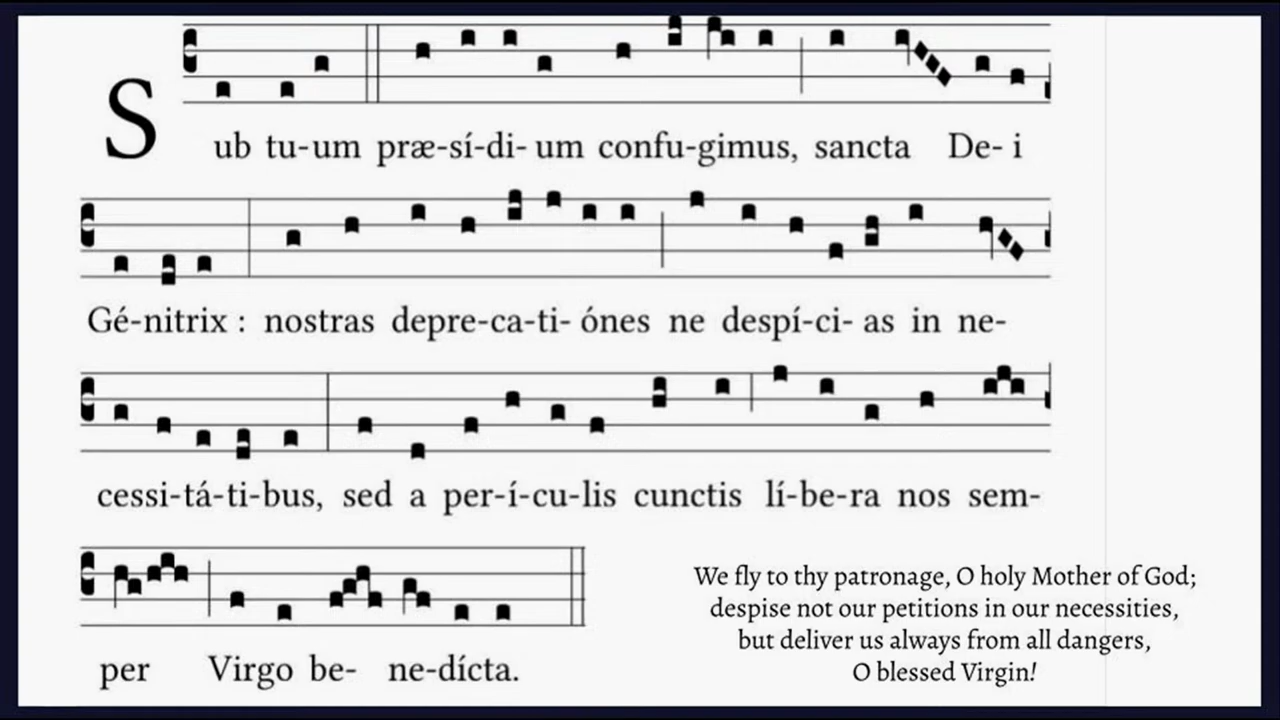 Sub tu-um præ-sí-di-um confu-gimus, sancta De-i
Gé-nitrix : nostras depre-ca-ti-ónes ne despí-ci-as in ne-
cessi-tá-ti-bus, sed a per-í-cu-lis cunctis lí-be-ra nos sem-
per Virgo be-ne-dícta.
We fly to thy patronage, O holy Mother of God;
despise not our petitions in our necessities,
but deliver us always from all dangers,
O blessed Virgin!